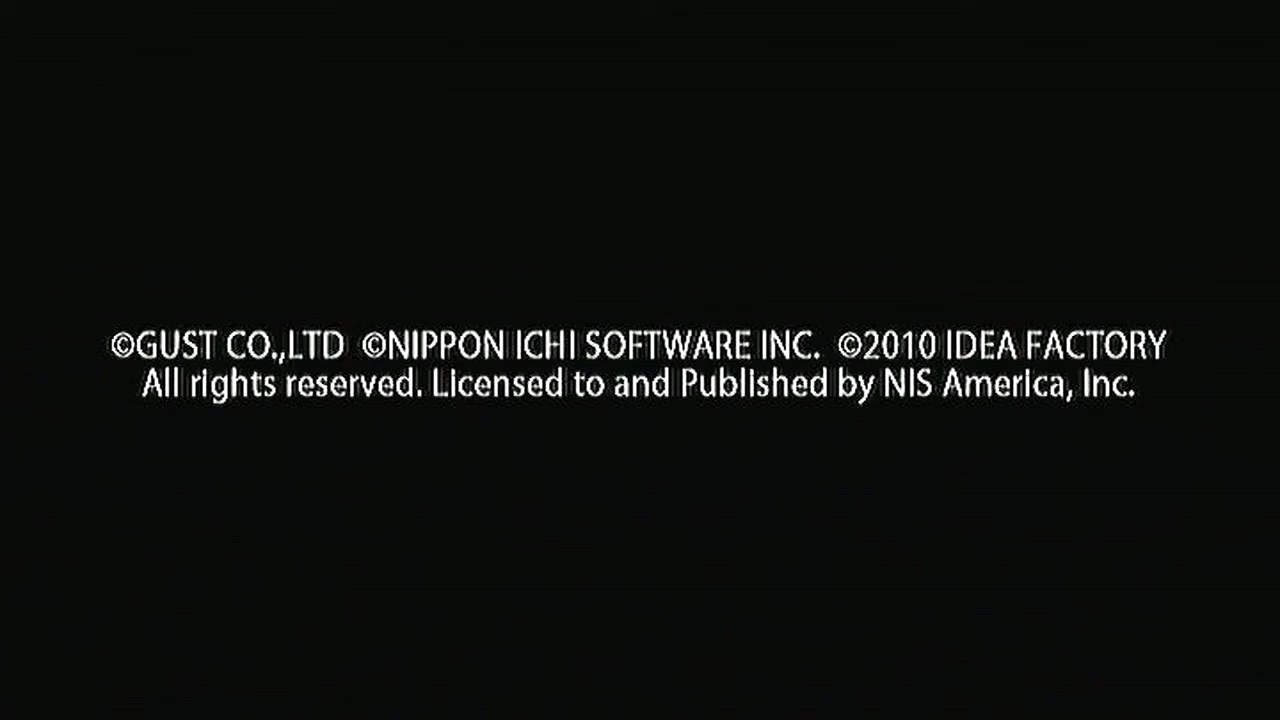 ©GUST CO.,LTD ©NIPPON ICHI SOFTWARE INC. ©2010 IDEA FACTORY
All rights reserved. Licensed to and Published by NIS America, Inc.